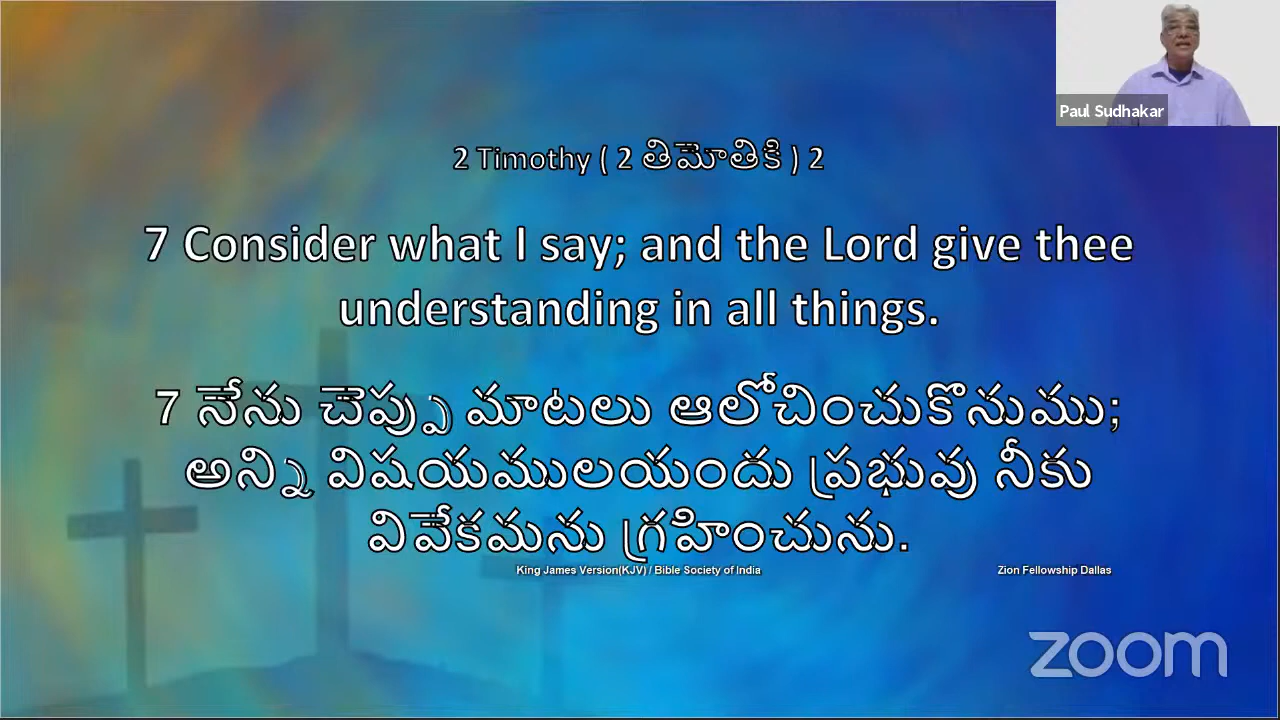 Paul Sudhakar
2 Timothy ( 2 తిమోతికి ) 2
7 Consider what I say; and the Lord give thee
understanding in all things.
7 నేను చెప్పు మాటలు ఆలోచించుకొనుము;
అన్ని విషయములయందు ప్రభువు నీకు
వివేకమను గ్రహించును.
King James Version(KJV) / Bible Society of India
Zion Fellowship Dallas
zoom